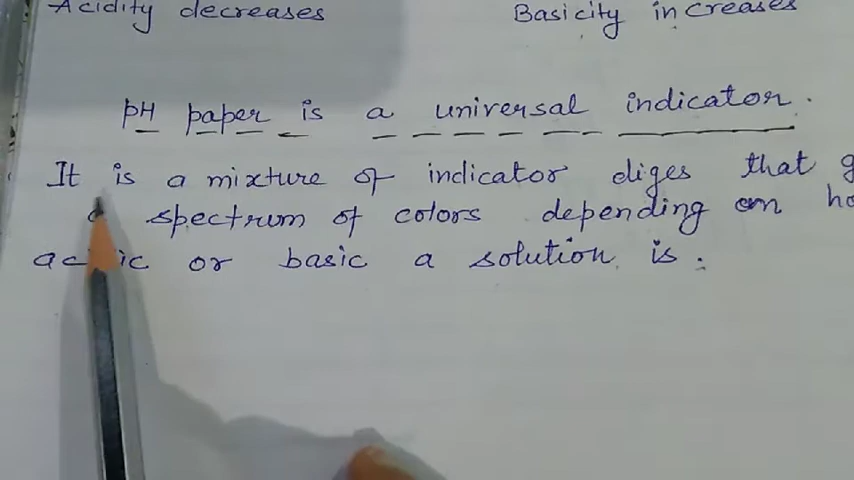 Acidity decreases Basicity increases
pH paper is a universal indicator.
It is a mixture of indicator diges that
a spectrum of colors depending on
or basic a solution is.